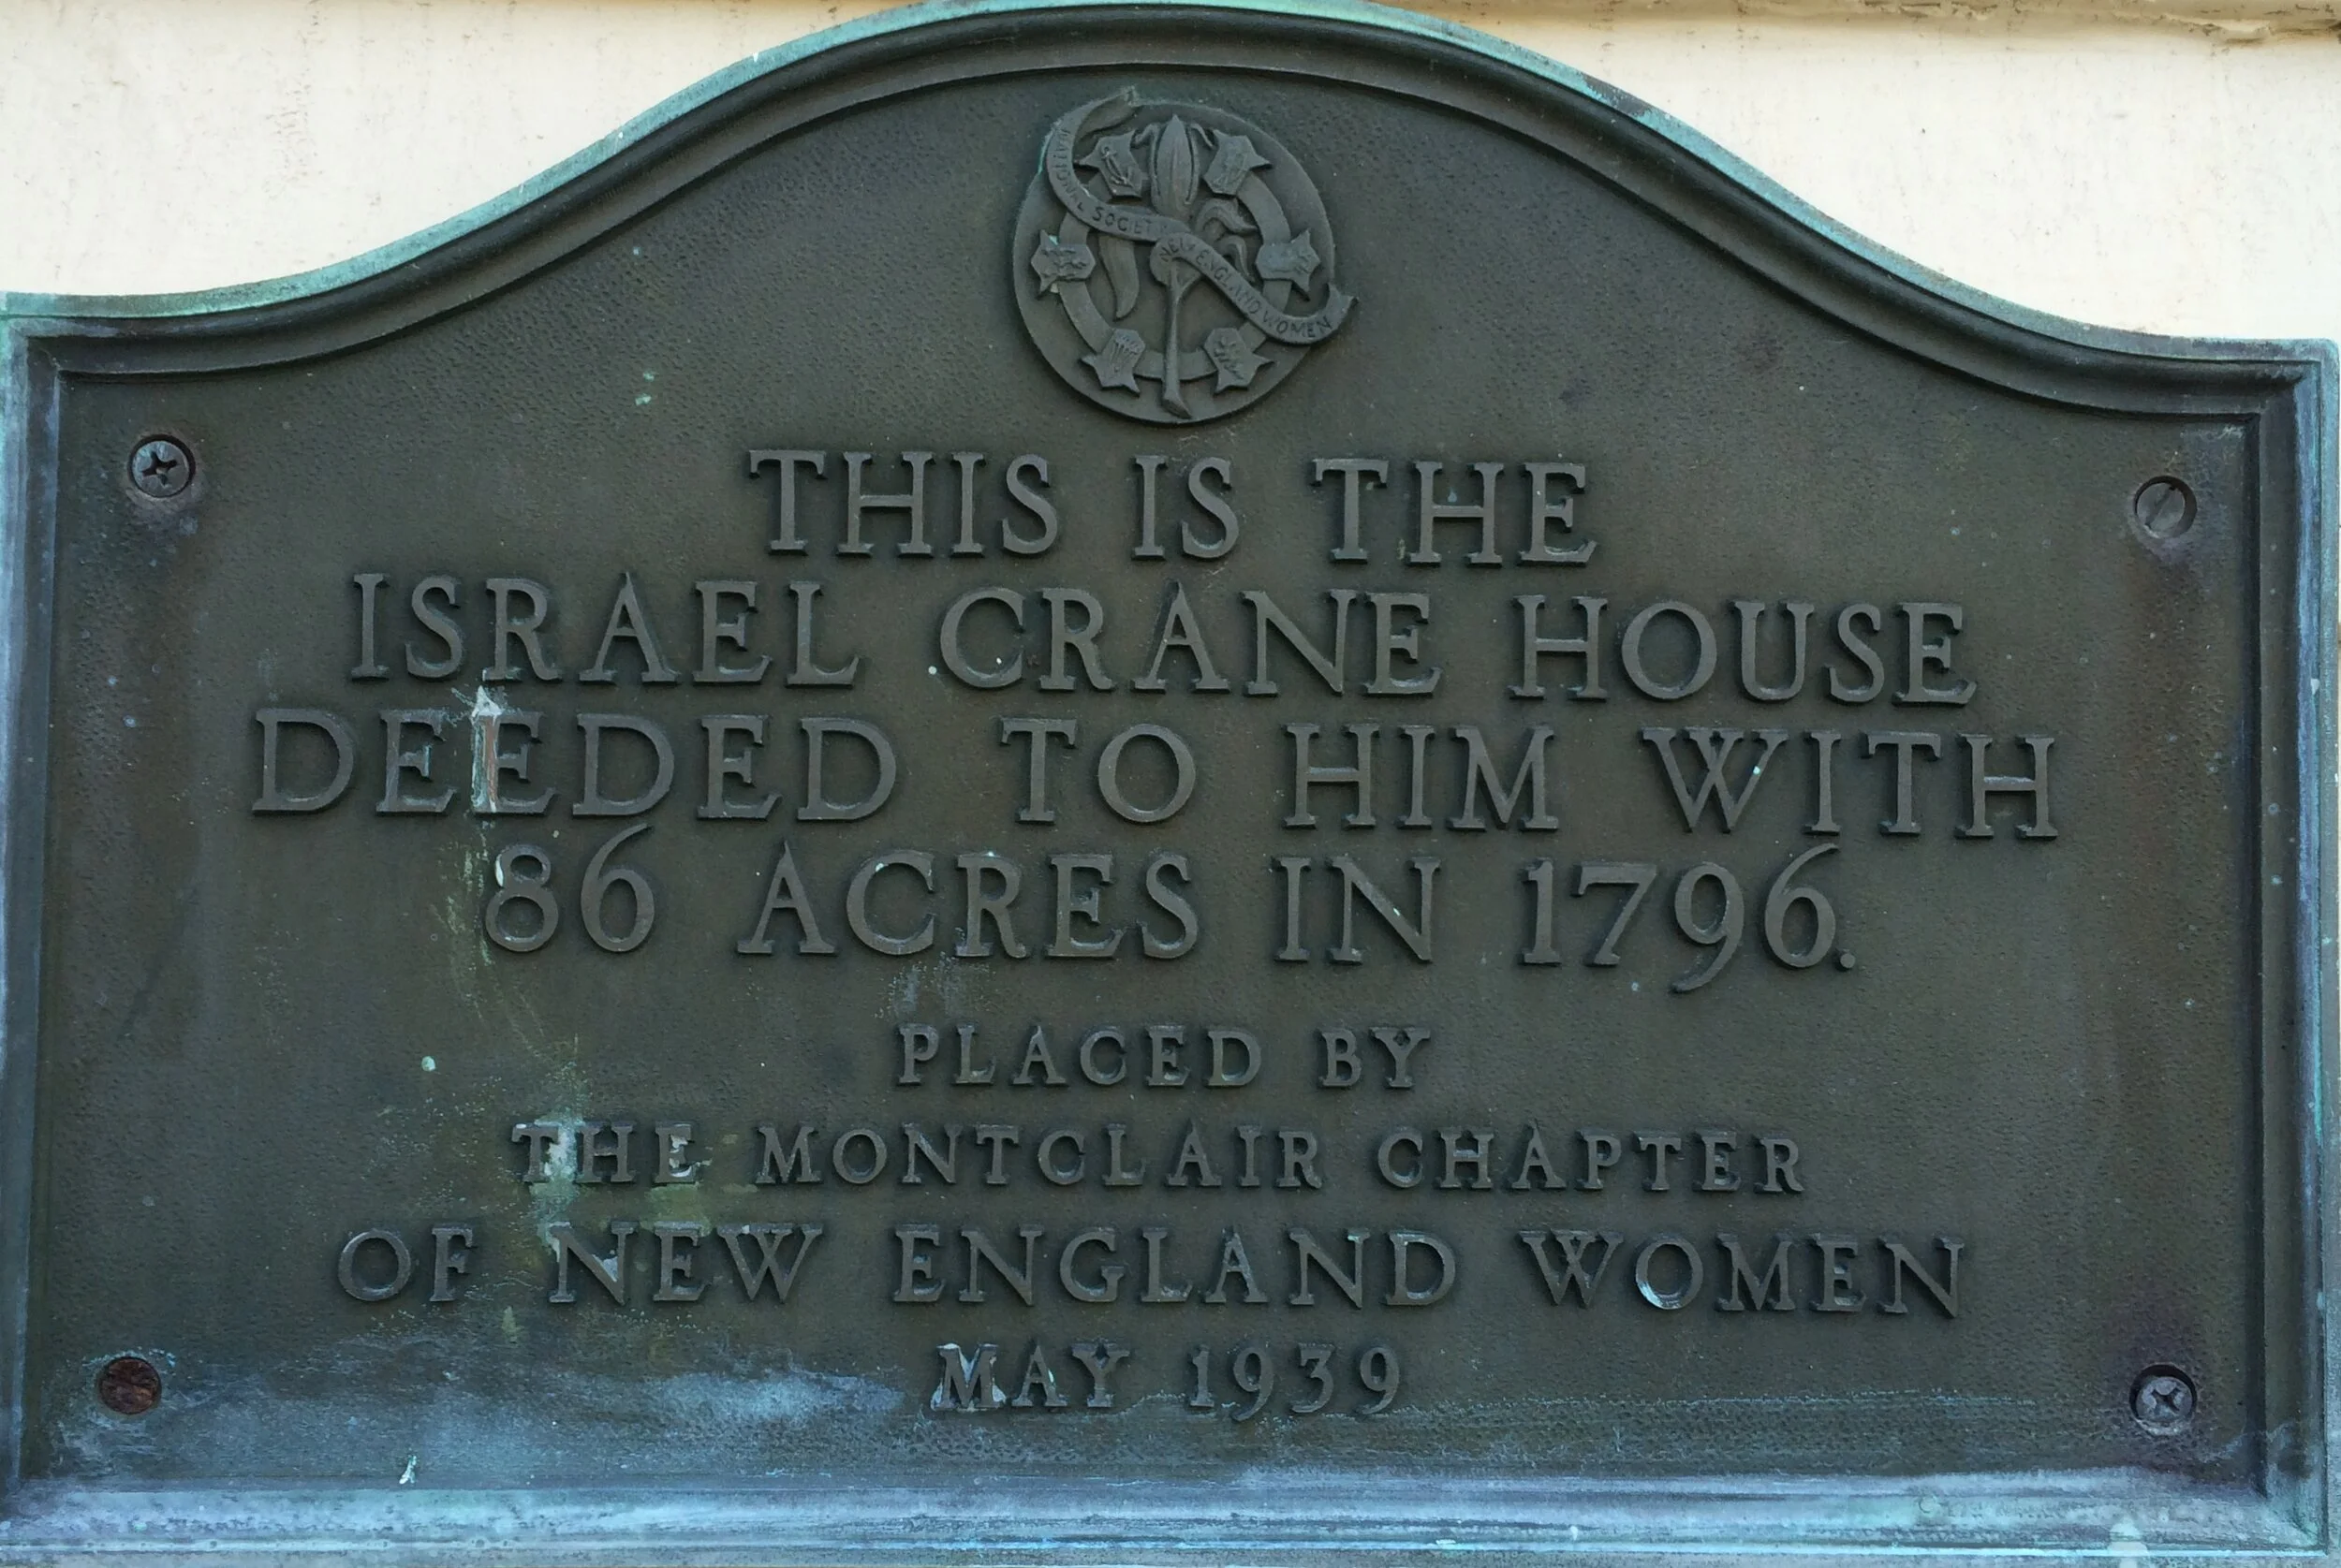 NATIONAL SOCIETY
NEW ENGLAND WOMEN
THIS IS THE
ISRAEL CRANE HOUSE
DEEDED TO HIM WITH
86 ACRES IN 1796.
PLACED BY
THE MONTCLAIR CHAPTER
OF NEW ENGLAND WOMEN
MAY 1939